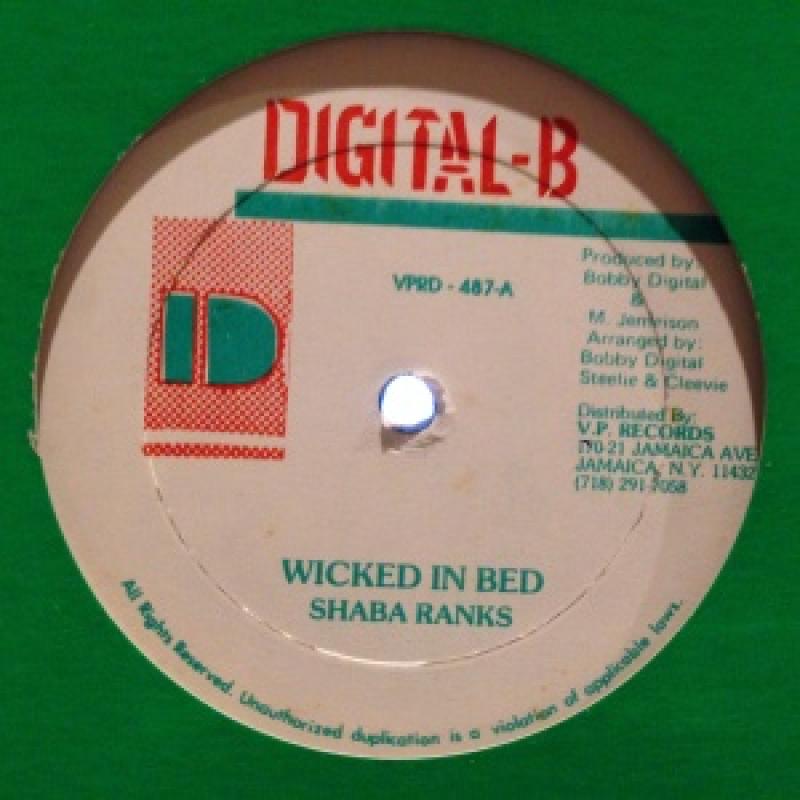 DIGITAL-B
D
VPRD - 487-A
Produced by:
Bobby Digital
&
M. Jemrison
Arranged by:
Bobby Digital
Steelie & Cleevie
Distributed By:
V.P. RECORDS
170-21 JAMAICA AVE
JAMAICA, N.Y. 11432
(718) 291-7058
WICKED IN BED
SHABA RANKS
All Rights Reserved. Unauthorized duplication is a violation of applicable laws.